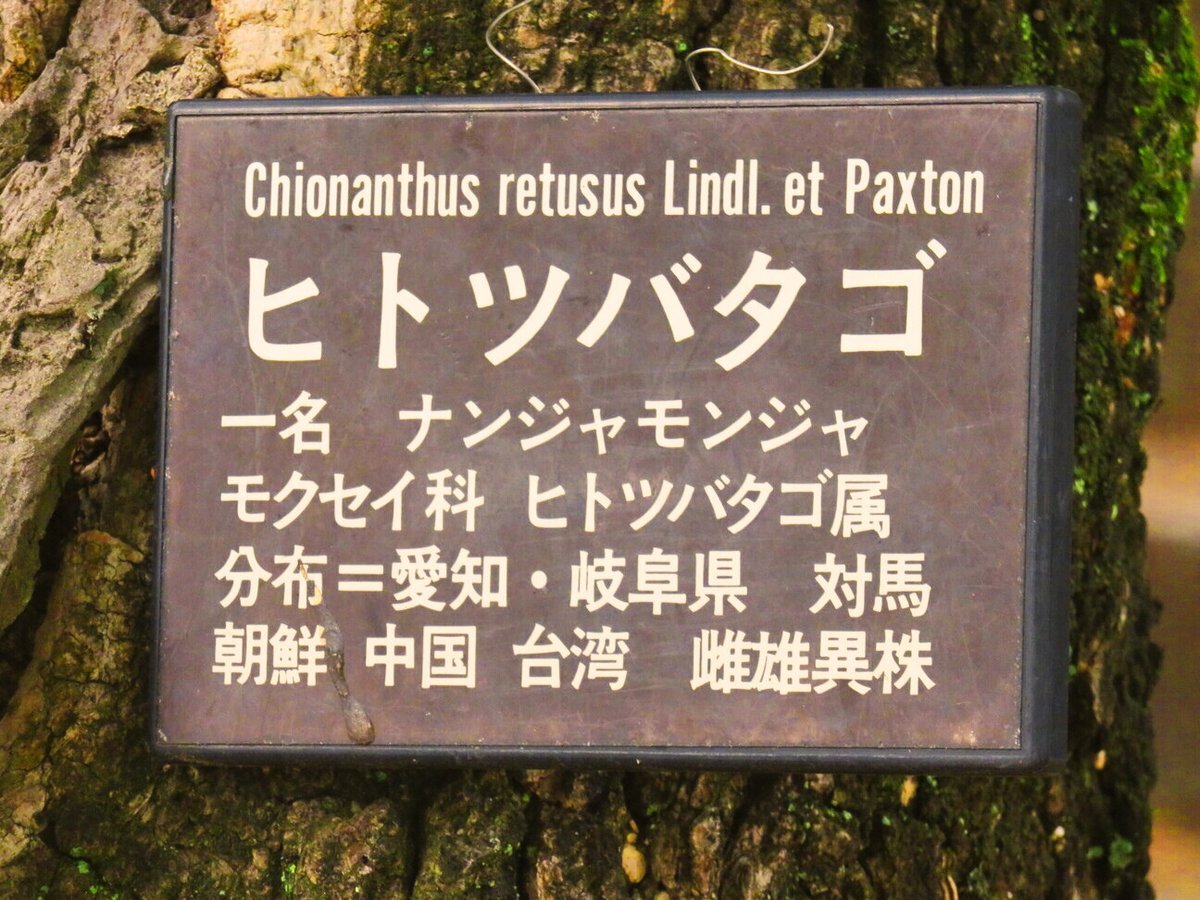 Chionanthus retusus Lindl. et Paxton
ヒトツバタゴ
一名　ナンジャモンジャ
モクセイ科　ヒトツバタゴ属
分布＝愛知・岐阜県　対馬
朝鮮　中国　台湾　雌雄異株